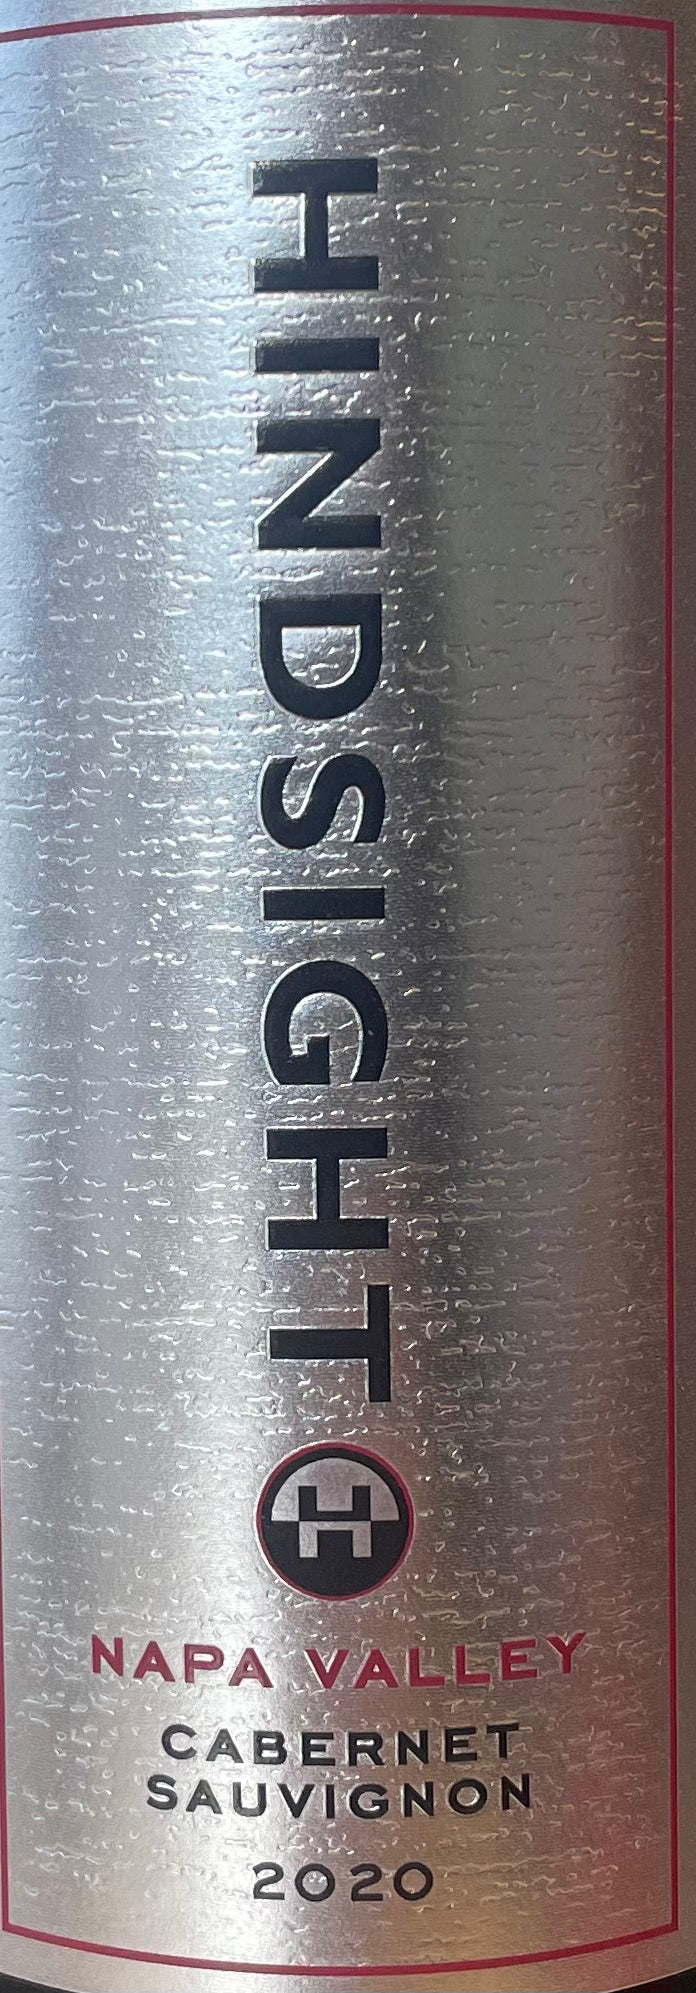 HINDSIGHT
H
NAPA VALLEY
CABERNET
SAUVIGNON
2020